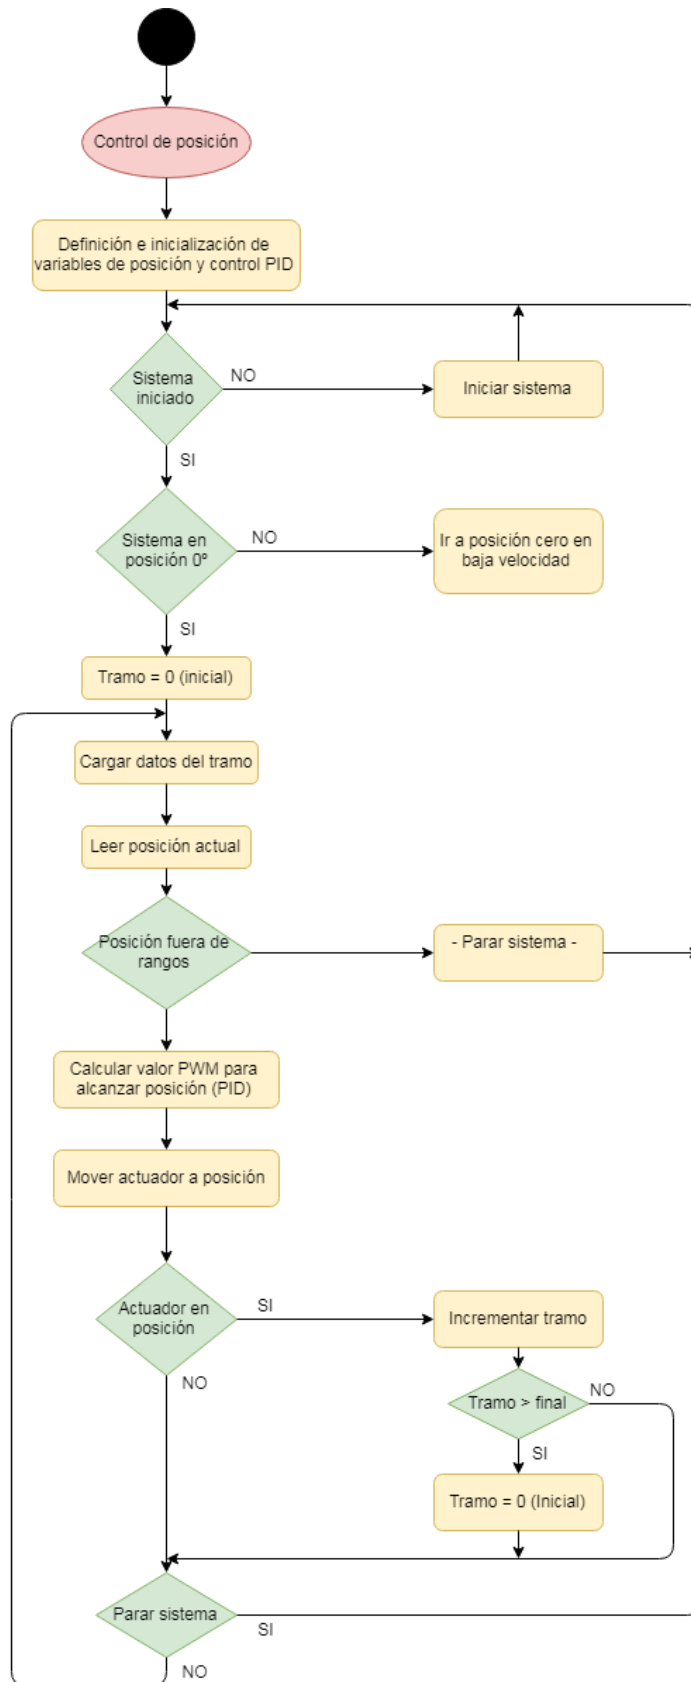 Control de posición
Definición e inicialización de
variables de posición y control PID
Sistema
iniciado
NO
Iniciar sistema
SI
Sistema en
posición 0º
NO
Ir a posición cero en
baja velocidad
SI
Tramo = 0 (inicial)
Cargar datos del tramo
Leer posición actual
Posición fuera de
rangos
- Parar sistema -
Calcular valor PWM para
alcanzar posición (PID)
Mover actuador a posición
Actuador en
posición
SI
Incrementar tramo
NO
Tramo > final
NO
SI
Tramo = 0 (Inicial)
Parar sistema
SI
NO